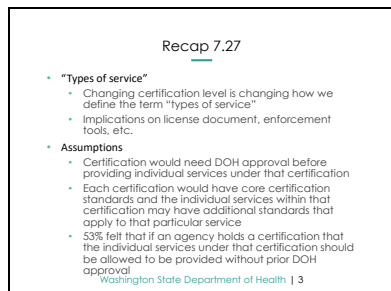 Recap 7.27
• "Types of service"
• Changing certification level is changing how we
define the term "types of service"
• Implications on license document, enforcement
tools, etc.
• Assumptions
• Certification would need DOH approval before
providing individual services under that certification
• Each certification would have core certification
standards and the individual services within that
certification may have additional standards that
apply to that particular service
• 53% felt that if an agency holds a certification that
the individual services under that certification should
be allowed to be provided without prior DOH
approval
Washington State Department of Health | 3